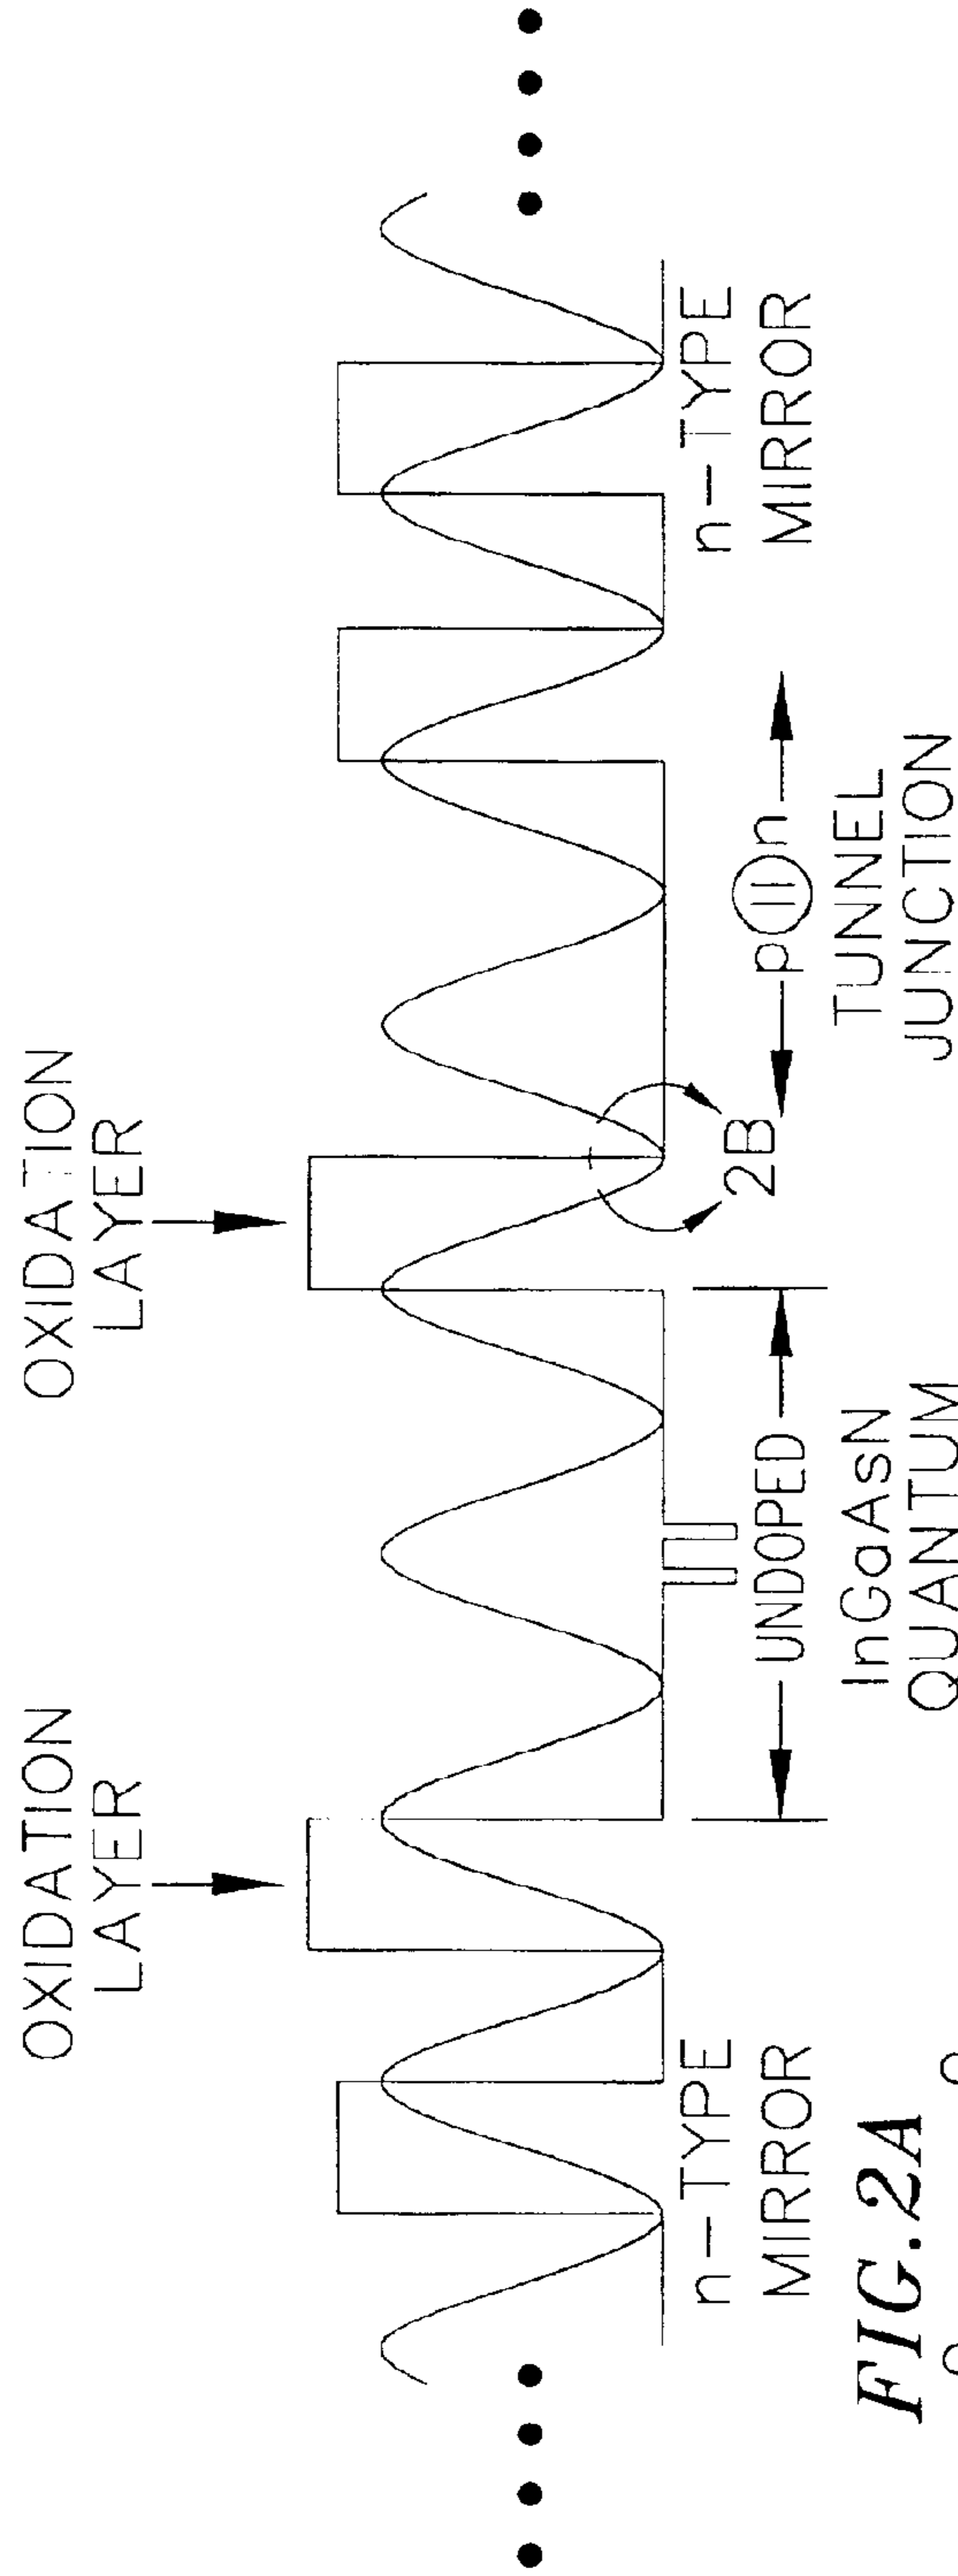 OXIDATION
LAYER
OXIDATION
LAYER
n-TYPE
MIRROR
UNDOPED
InGaAsN
QUANTUM
2B
p n
TUNNEL
JUNCTION
n-TYPE
MIRROR
FIG.2A